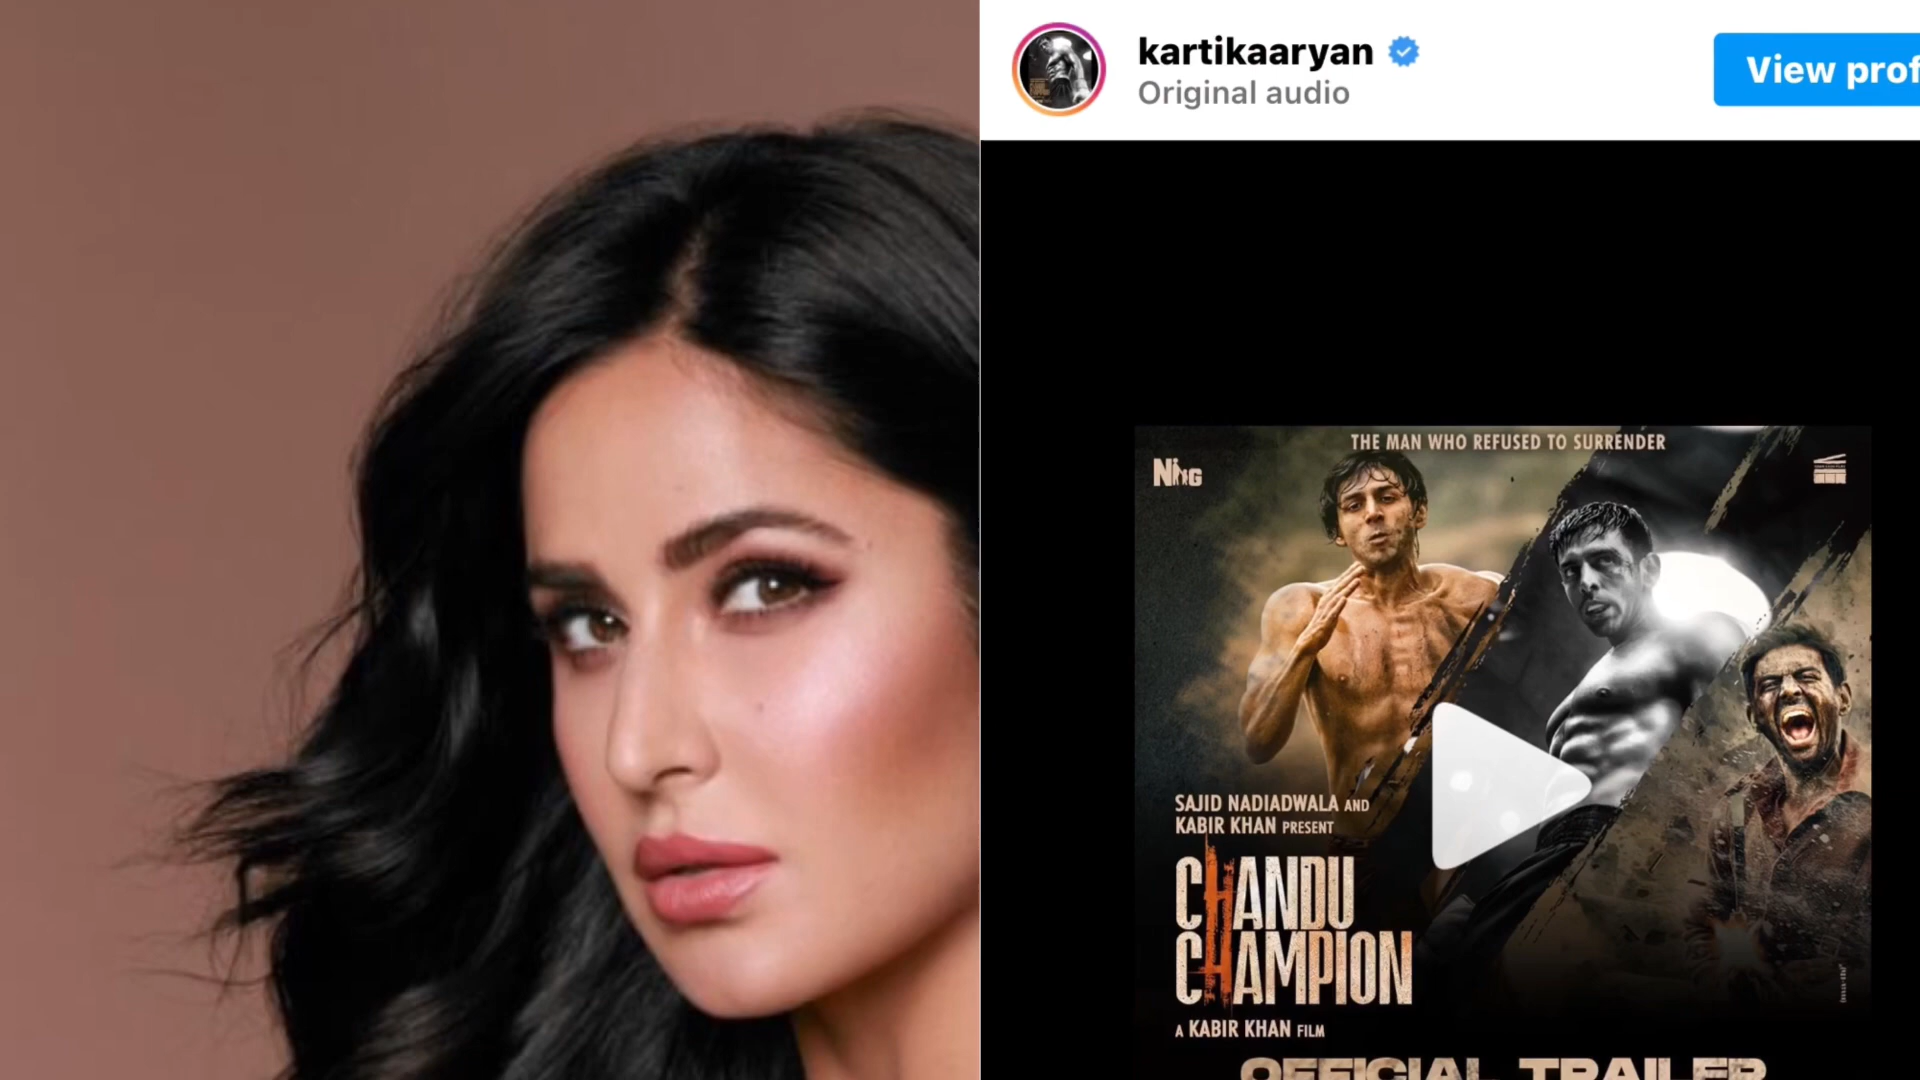 kartikaaryan
Original audio
View prof
THE MAN WHO REFUSED TO SURRENDER
NNG
SAJID NADIADWALA AND
KABIR KHAN PRESENT
CHANDU
CHAMPION
A KABIR KHAN FILM
OFFICIAL TRAILER